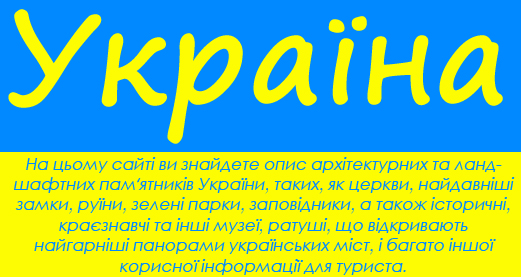 Україна
На цьому сайті ви знайдете опис архітектурних та ланд-
шафтних пам'ятників України, таких, як церкви, найдавніші
замки, руїни, зелені парки, заповідники, а також історичні,
краєзнавчі та інші музеї, ратуші, що відкривають
найгарніші панорами українських міст, і багато іншої
корисної інформації для туриста.